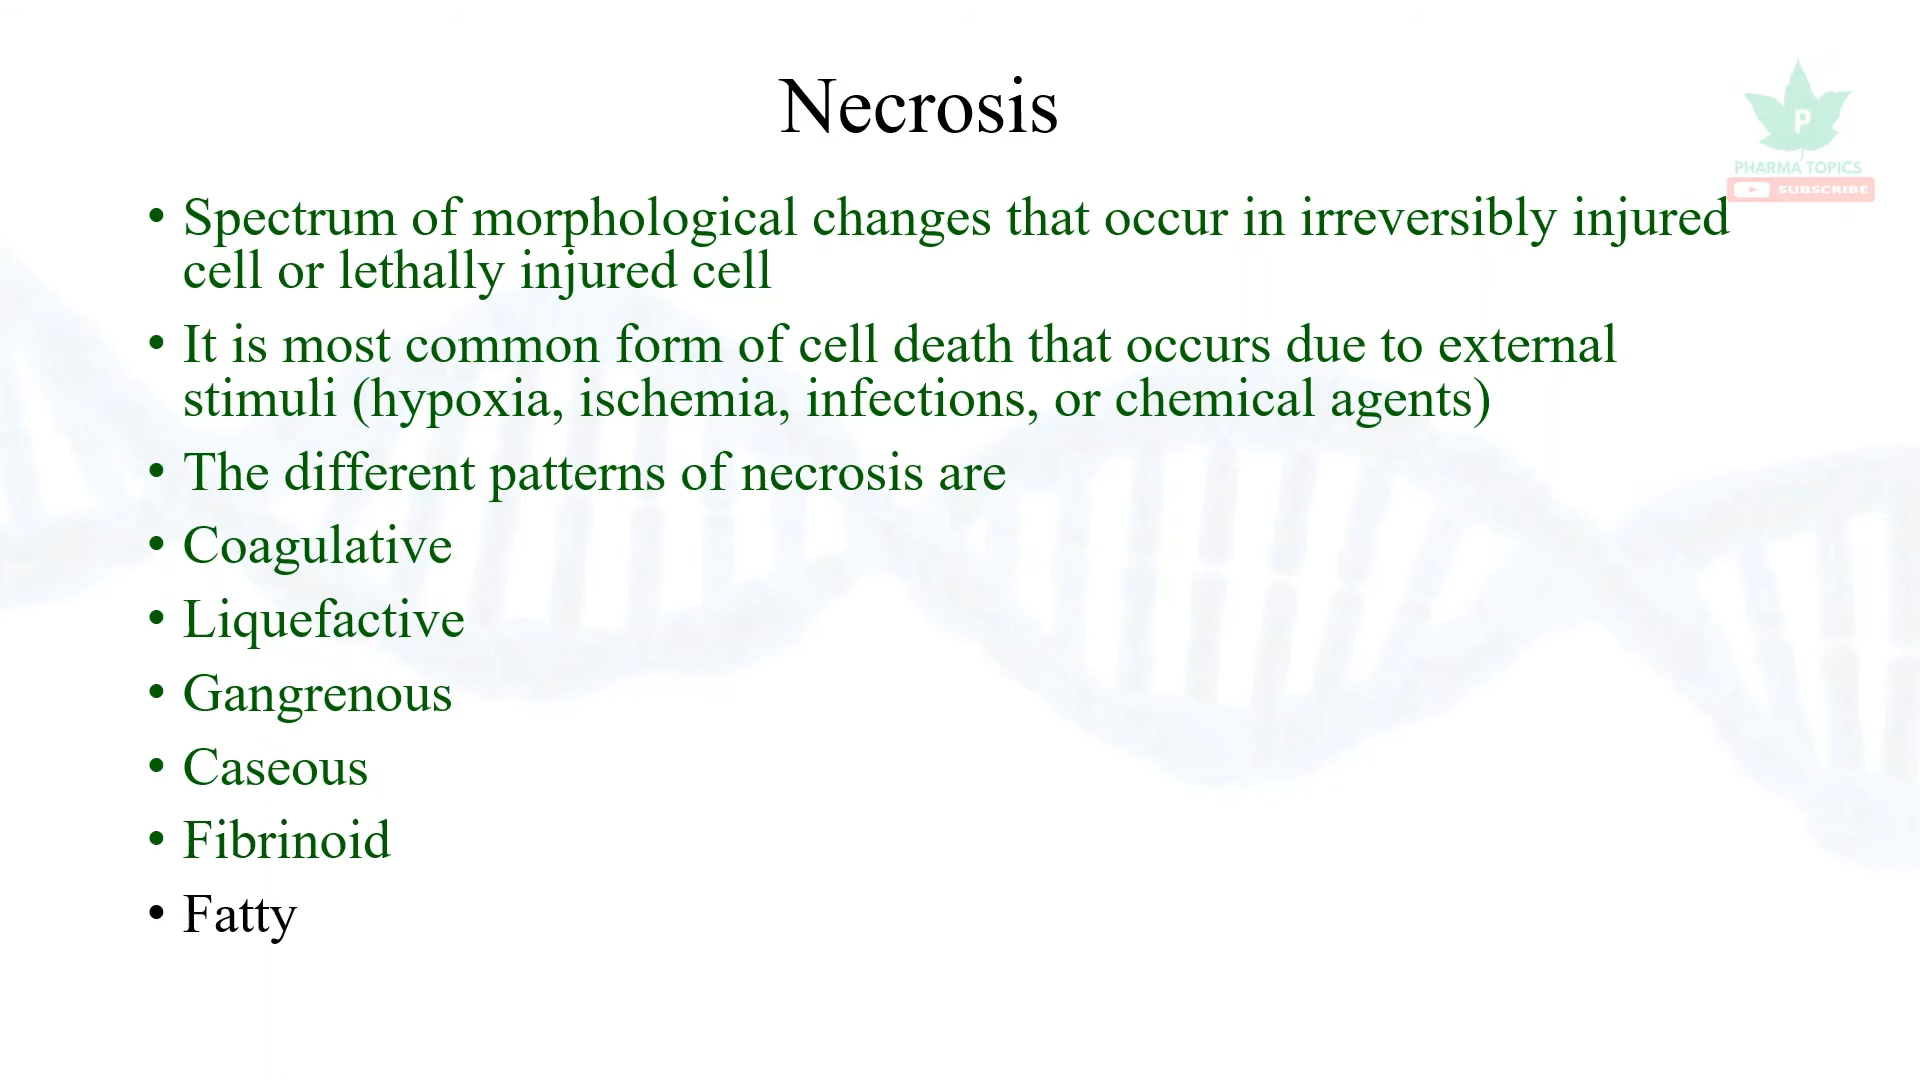 Necrosis
P
PHARMA TOPICS
SUBSCRIBE
• Spectrum of morphological changes that occur in irreversibly injured
cell or lethally injured cell
• It is most common form of cell death that occurs due to external
stimuli (hypoxia, ischemia, infections, or chemical agents)
• The different patterns of necrosis are
• Coagulative
• Liquefactive
• Gangrenous
• Caseous
• Fibrinoid
• Fatty